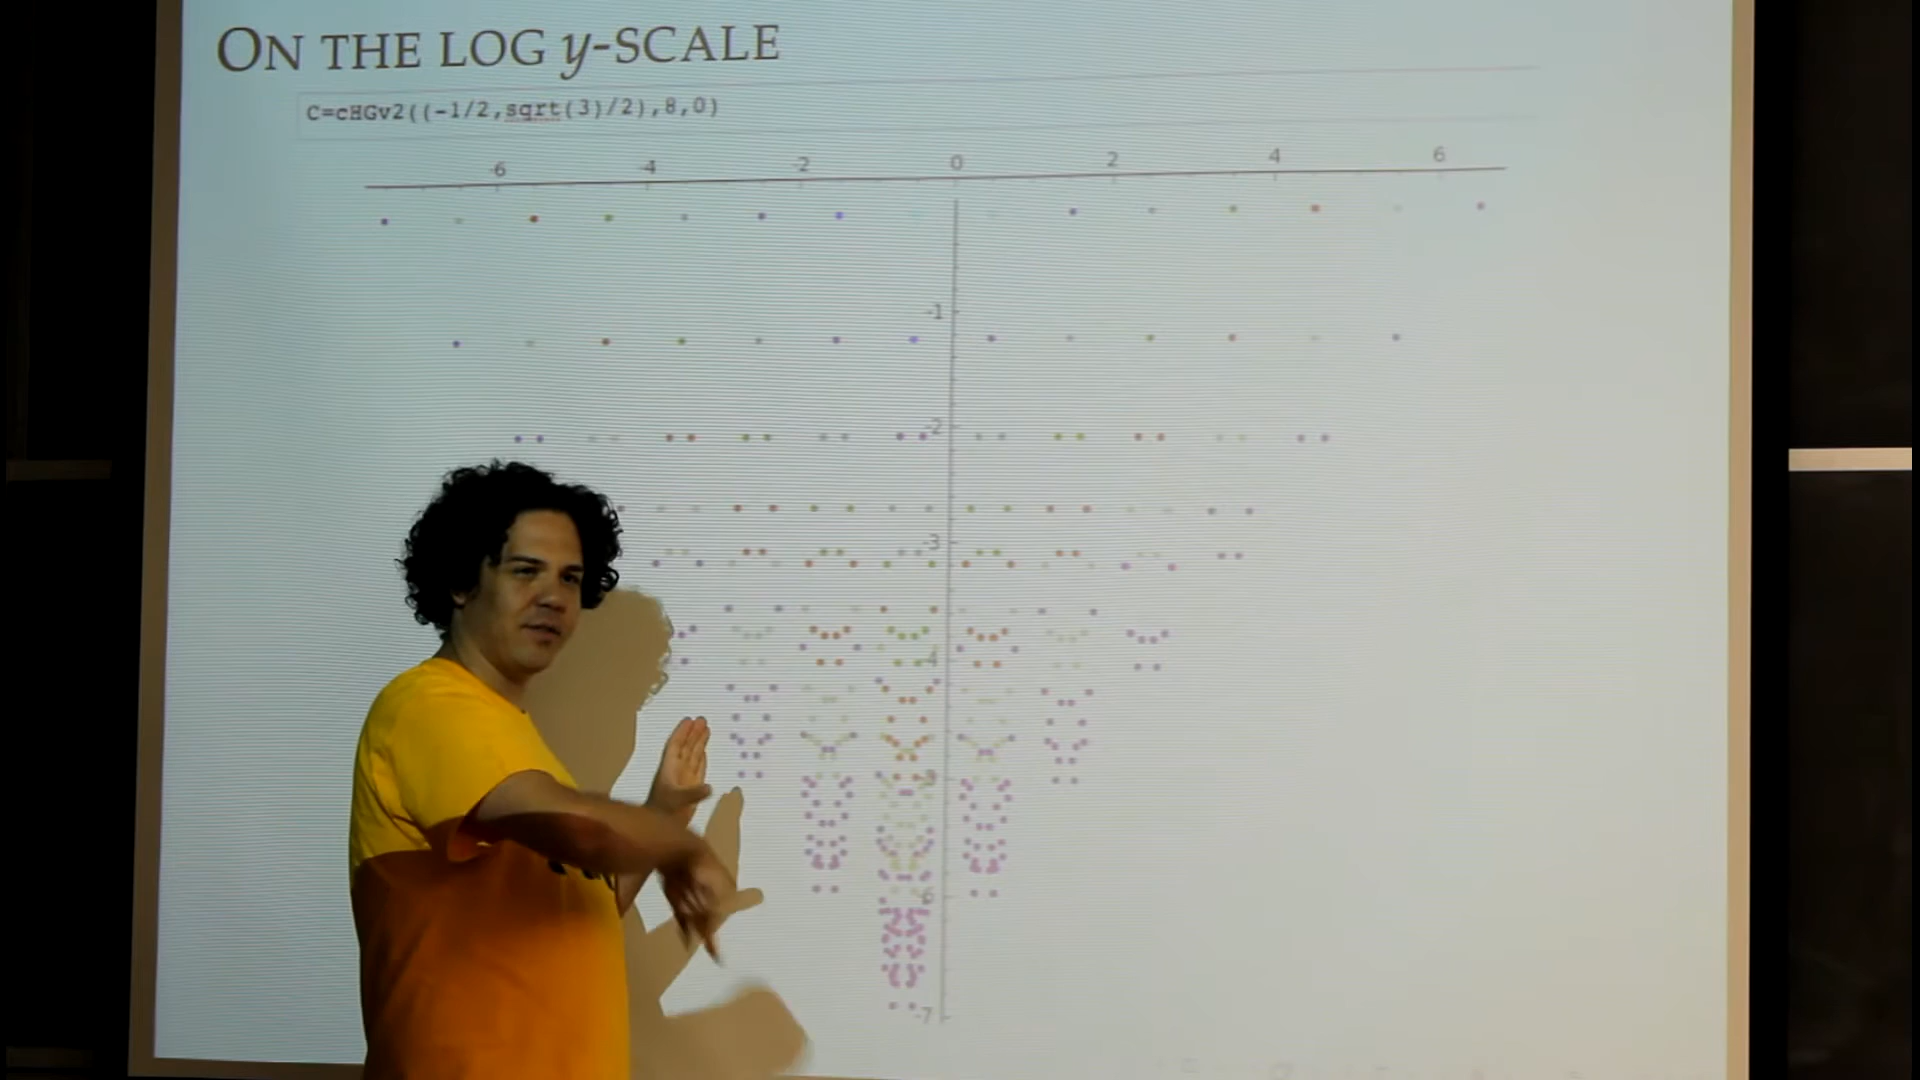 ON THE LOG y-SCALE
C=cHGv2((-1/2,sqrt(3)/2),8,0)
-6 -4 -2 0 2 4 6
-1
-2
-3
-4
-6
-7